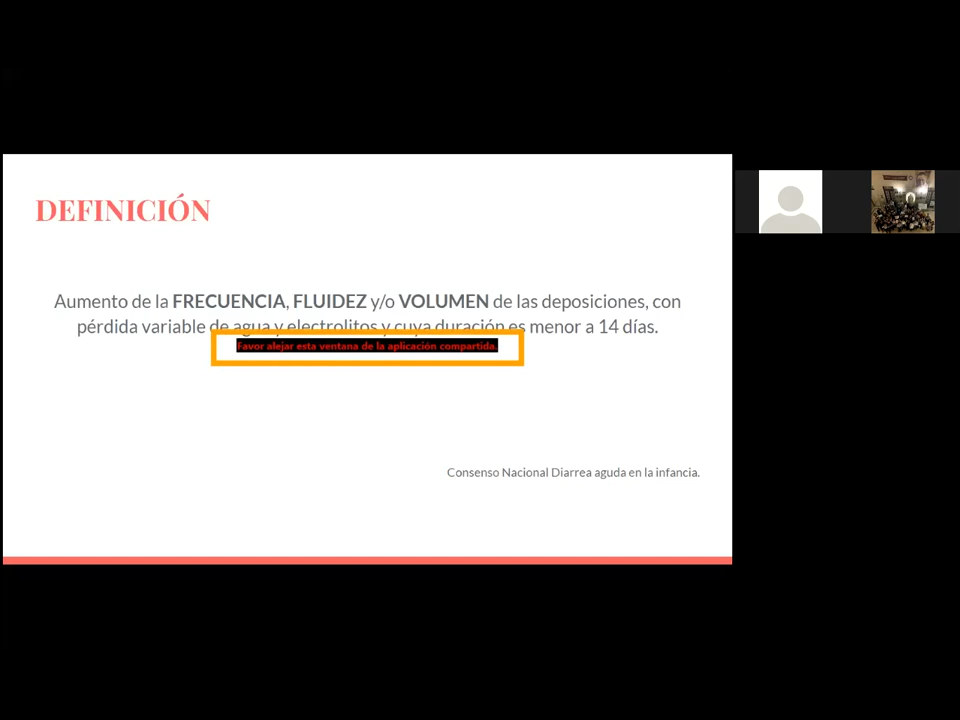 DEFINICIÓN
Aumento de la FRECUENCIA, FLUIDEZ y/o VOLUMEN de las deposiciones, con
pérdida variable de agua y electrolitos y cuya duración es menor a 14 días.
Favor alejar esta ventana de la aplicación compartida.
Consenso Nacional Diarrea aguda en la infancia.